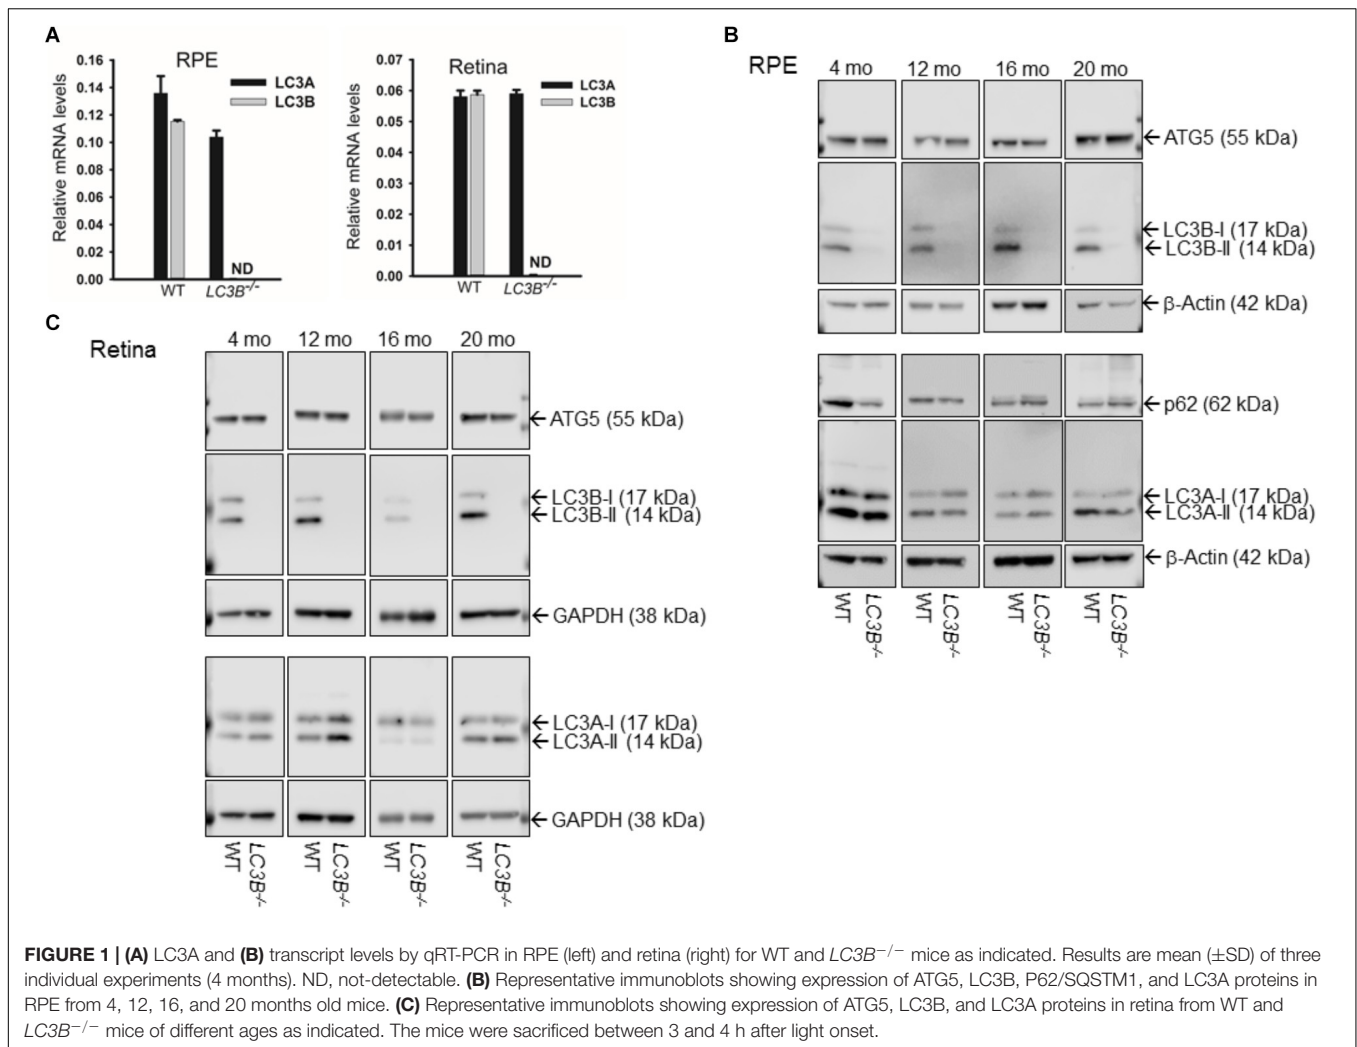 A
RPE
LC3A
LC3B
Relative mRNA levels
0.16
0.14
0.12
0.10
0.08
0.06
0.04
0.02
0.00
ND
WT LC3B-/-
Retina
LC3A
LC3B
Relative mRNA levels
0.07
0.06
0.05
0.04
0.03
0.02
0.01
0.00
ND
WT LC3B-/-
B
RPE
4 mo 12 mo 16 mo 20 mo
ATG5 (55 kDa)
LC3B-I (17 kDa)
LC3B-II (14 kDa)
β-Actin (42 kDa)
p62 (62 kDa)
LC3A-I (17 kDa)
LC3A-II (14 kDa)
β-Actin (42 kDa)
WT LC3B-/- WT LC3B-/- WT LC3B-/- WT LC3B-/-
C
Retina
4 mo 12 mo 16 mo 20 mo
ATG5 (55 kDa)
LC3B-I (17 kDa)
LC3B-II (14 kDa)
GAPDH (38 kDa)
LC3A-I (17 kDa)
LC3A-II (14 kDa)
GAPDH (38 kDa)
WT LC3B-/- WT LC3B-/- WT LC3B-/- WT LC3B-/-
FIGURE 1 | (A) LC3A and (B) transcript levels by qRT-PCR in RPE (left) and retina (right) for WT and LC3B−/− mice as indicated. Results are mean (±SD) of three
individual experiments (4 months). ND, not-detectable. (B) Representative immunoblots showing expression of ATG5, LC3B, P62/SQSTM1, and LC3A proteins in
RPE from 4, 12, 16, and 20 months old mice. (C) Representative immunoblots showing expression of ATG5, LC3B, and LC3A proteins in retina from WT and
LC3B−/− mice of different ages as indicated. The mice were sacrificed between 3 and 4 h after light onset.